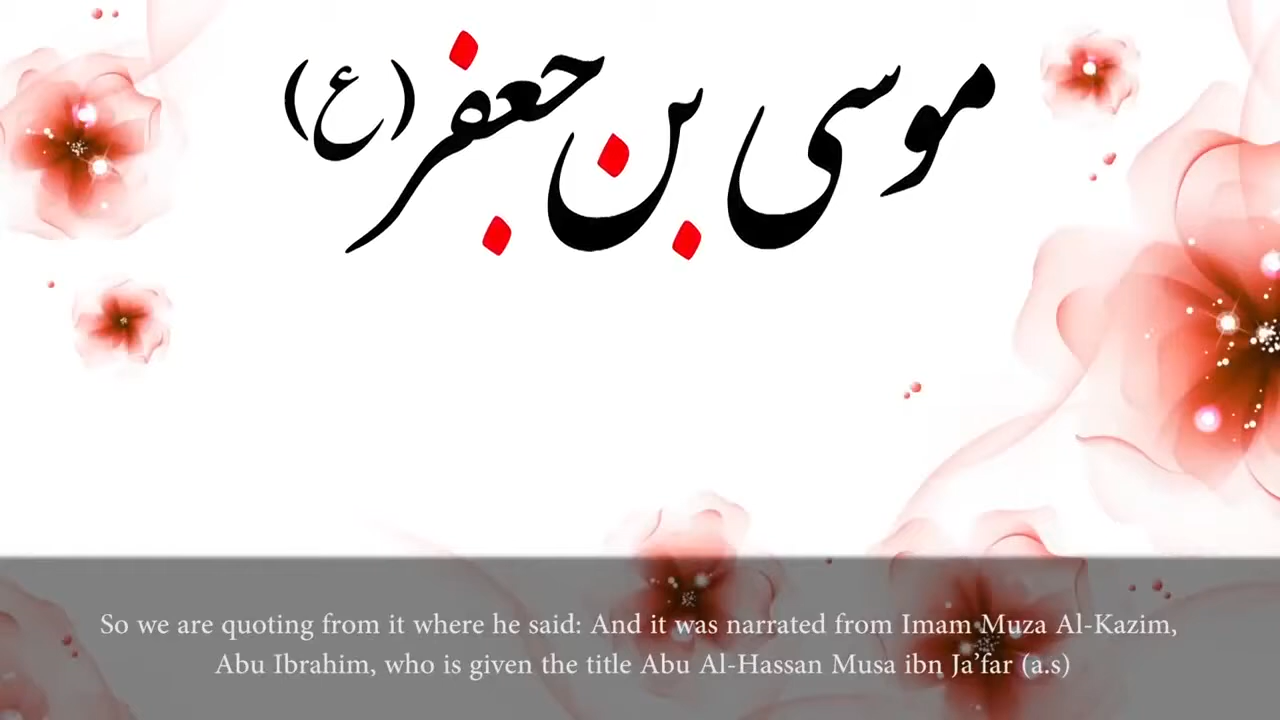 موسی بن جعفر (ع)
So we are quoting from it where he said: And it was narrated from Imam Muza Al-Kazim,
Abu Ibrahim, who is given the title Abu Al-Hassan Musa ibn Ja’far (a.s)